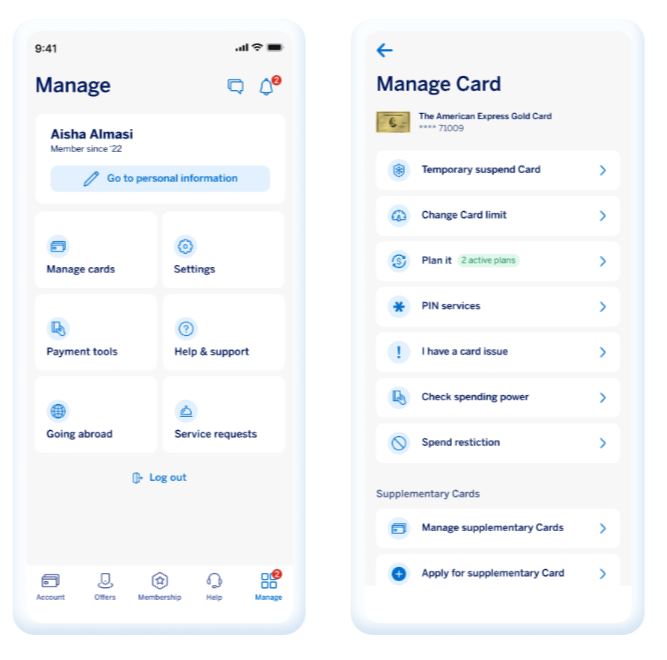 9:41
Manage
2
Aisha Almasi
Member since '22
Go to personal information
Manage cards
Settings
Payment tools
Help & support
Going abroad
Service requests
Log out
2
Account
Offers
Membership
Help
Manage
Manage Card
The American Express Gold Card
**** 71009
Temporary suspend Card
Change Card limit
Plan it 2 active plans
PIN services
I have a card issue
Check spending power
Spend restiction
Supplementary Cards
Manage supplementary Cards
Apply for supplementary Card